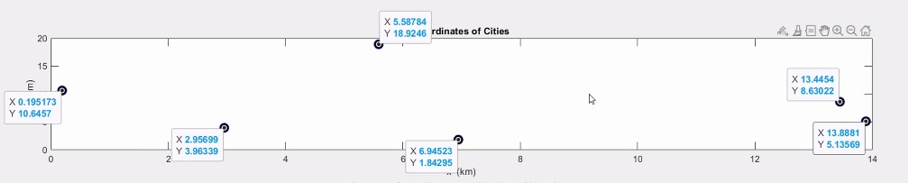 X 5.58784
Y 18.9246
rdinates of Cities
20
15
m)
X 0.195173
Y 10.6457
X 13.4454
Y 8.63022
X 2.95699
Y 3.96339
X 6.94523
Y 1.84295
X 13.8881
Y 5.13569
0
0
2
4
6
8
10
12
14
(km)